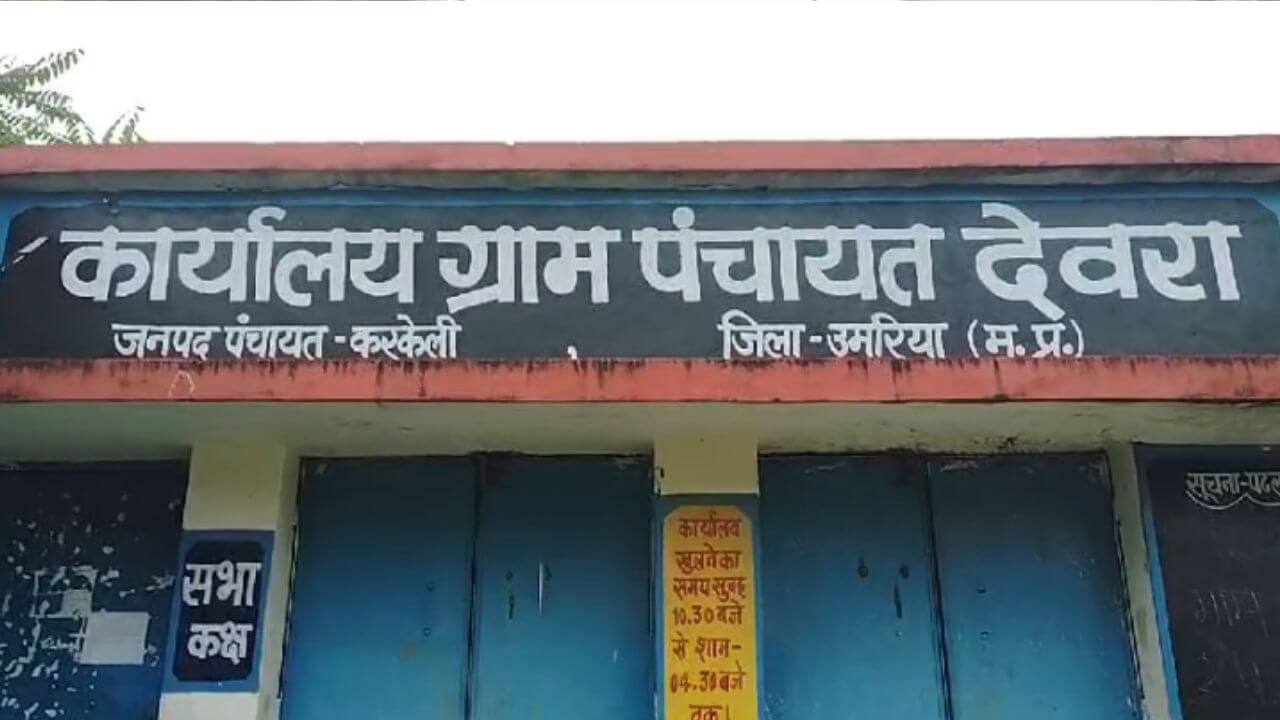 कार्यालय ग्राम पंचायत देवरा
जनपद पंचायत - करकेली
जिला - उमरिया (म. प्र.)
सभा
कक्ष
कार्यालय
खुलने का
समय सुबह
10.30 बजे
से शाम -
04.30 बजे
तक।
सूचना-पटल